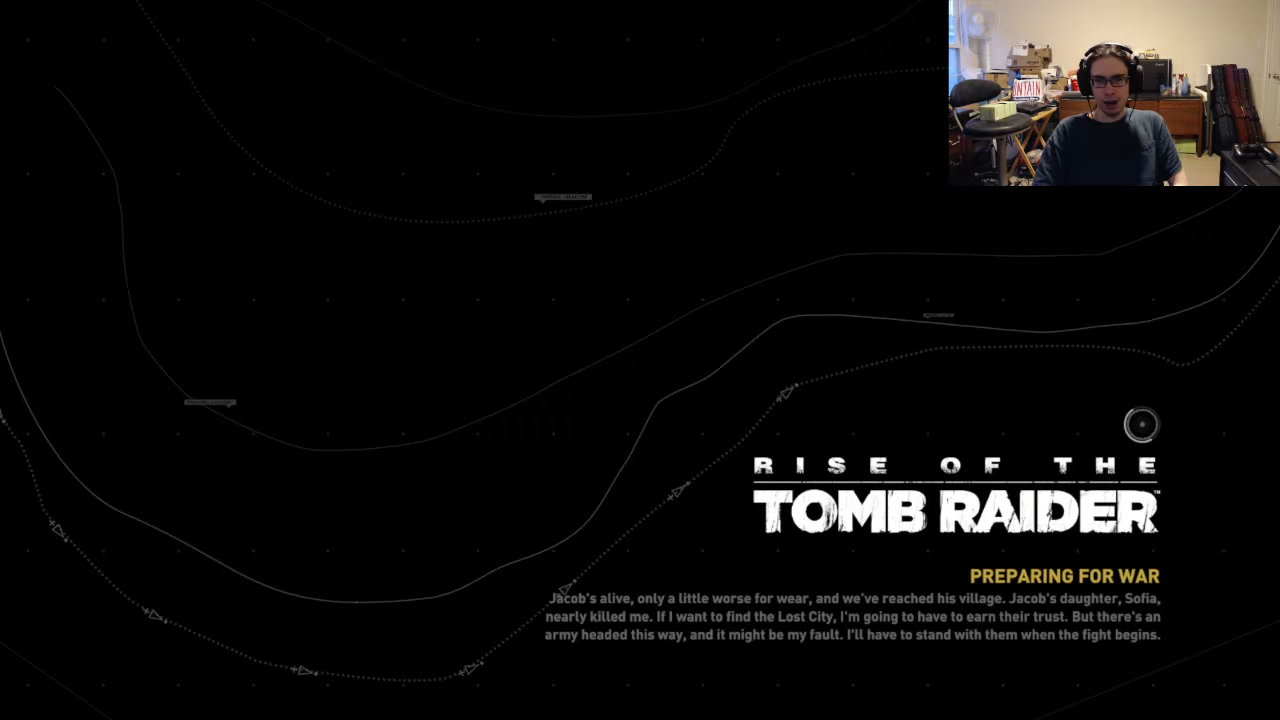 NTAIN
RISE OF THE
TOMB RAIDER™
PREPARING FOR WAR
Jacob's alive, only a little worse for wear, and we've reached his village. Jacob's daughter, Sofia,
nearly killed me. If I want to find the Lost City, I'm going to have to earn their trust. But there's an
army headed this way, and it might be my fault. I'll have to stand with them when the fight begins.